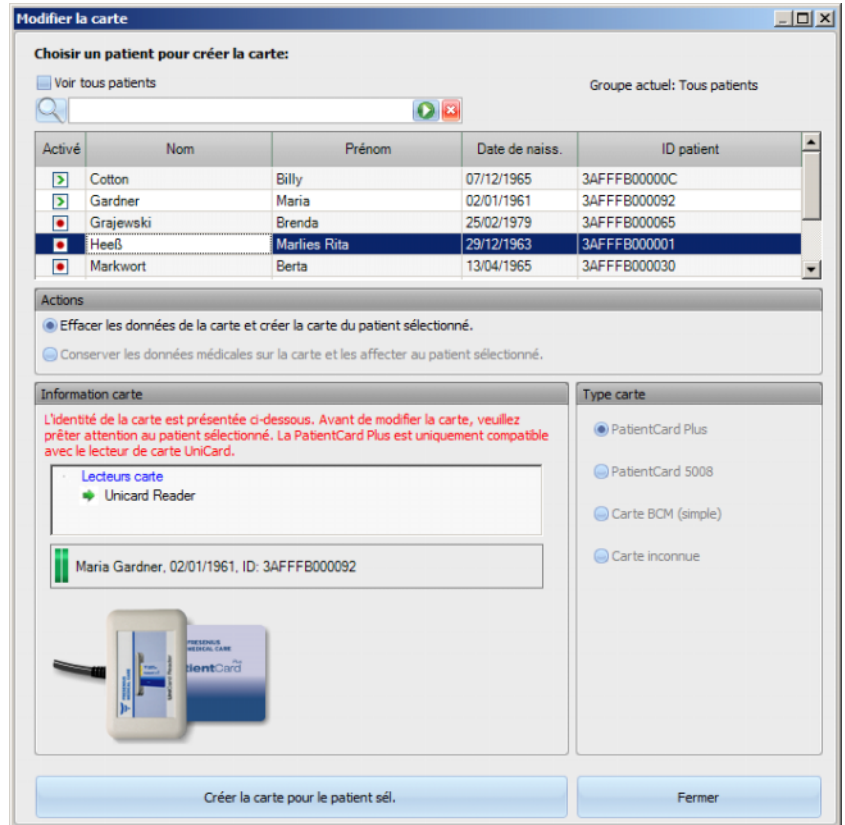 Modifier la carte
Choisir un patient pour créer la carte:
Voir tous patients
Groupe actuel: Tous patients
Activé Nom Prénom Date de naiss. ID patient
Cotton Billy 07/12/1965 3AFFFB00000C
Gardner Maria 02/01/1961 3AFFFB000092
Grajewski Brenda 25/02/1979 3AFFFB000065
Heeß Marlies Rita 29/12/1963 3AFFFB000001
Markwort Berta 13/04/1965 3AFFFB000030
Actions
Effacer les données de la carte et créer la carte du patient sélectionné.
Conserver les données médicales sur la carte et les affecter au patient sélectionné.
Information carte
L'identité de la carte est présentée ci-dessous. Avant de modifier la carte, veuillez
prêter attention au patient sélectionné. La PatientCard Plus est uniquement compatible
avec le lecteur de carte UniCard.
Lecteurs carte
Unicard Reader
Maria Gardner, 02/01/1961, ID: 3AFFFB000092
FRESENIUS
MEDICAL CARE
tientCard
Plus
UniCard Reader
FRESENIUS
MEDICAL CARE
Type carte
PatientCard Plus
PatientCard 5008
Carte BCM (simple)
Carte inconnue
Créer la carte pour le patient sél.
Fermer